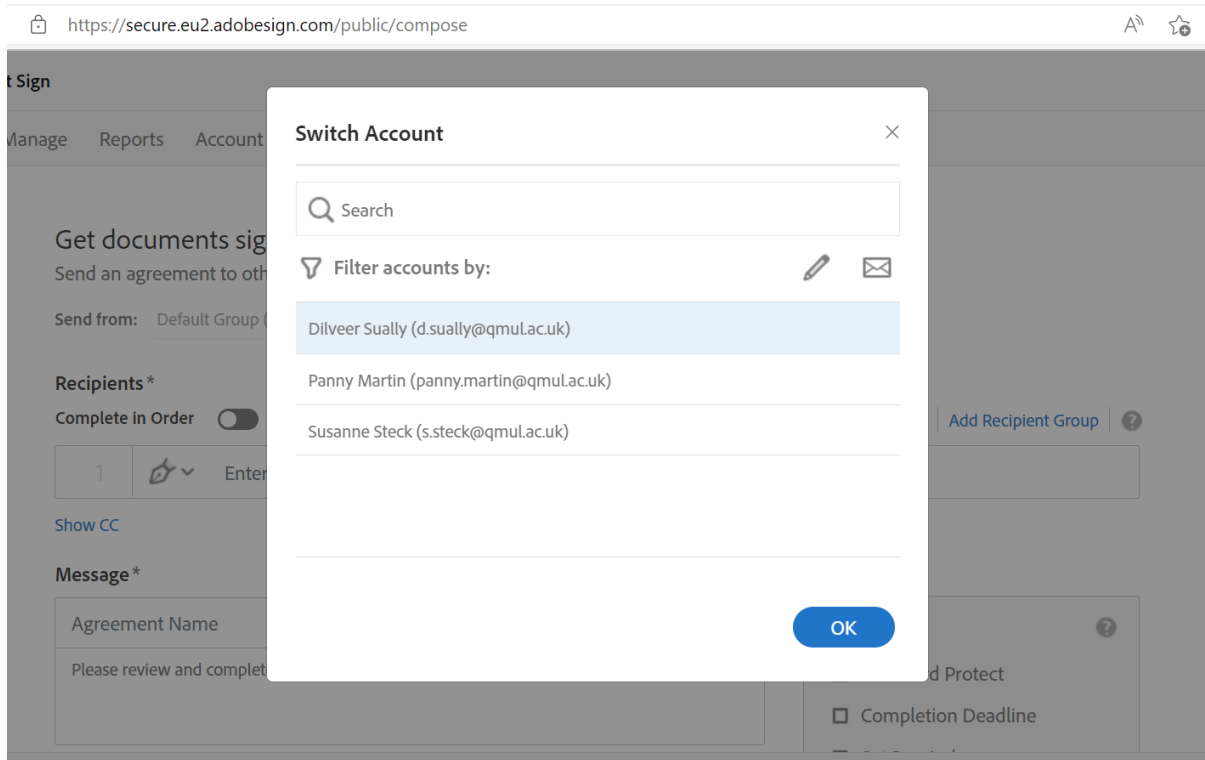 https://secure.eu2.adobesign.com/public/compose
t Sign
Manage Reports Account
Switch Account
Search
Filter accounts by:
Dilveer Sually (d.sually@qmul.ac.uk)
Panny Martin (panny.martin@qmul.ac.uk)
Susanne Steck (s.steck@qmul.ac.uk)
OK
Get documents sig
Send an agreement to oth
Send from: Default Group (
Recipients*
Complete in Order
Add Recipient Group ?
1 Enter
Show CC
Message*
Agreement Name
Please review and complet
?
d Protect
Completion Deadline